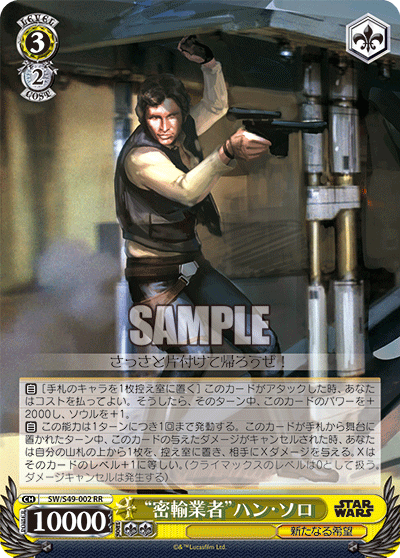 LEVEL
3
2
COST
SAMPLE
さっさと片付けて帰ろうぜ！
自 ［手札のキャラを1枚控え室に置く］ このカードがアタックした時、あなた
はコストを払ってよい。そうしたら、そのターン中、このカードのパワーを＋
2000し、ソウルを＋1。
自 この能力は1ターンにつき1回まで発動する。このカードが手札から舞台に
置かれたターン中、このカードの与えたダメージがキャンセルされた時、あなた
は自分の山札の上から1枚を、控え室に置き、相手にXダメージを与える。Xは
そのカードのレベル＋1に等しい。（クライマックスのレベルは0として扱う
ダメージキャンセルは発生する）
CH
SW/S49-002 RR
10000
“密輸業者”ハン・ソロ
新たなる希望
STAR
WARS
©&™Lucasfilm Ltd.